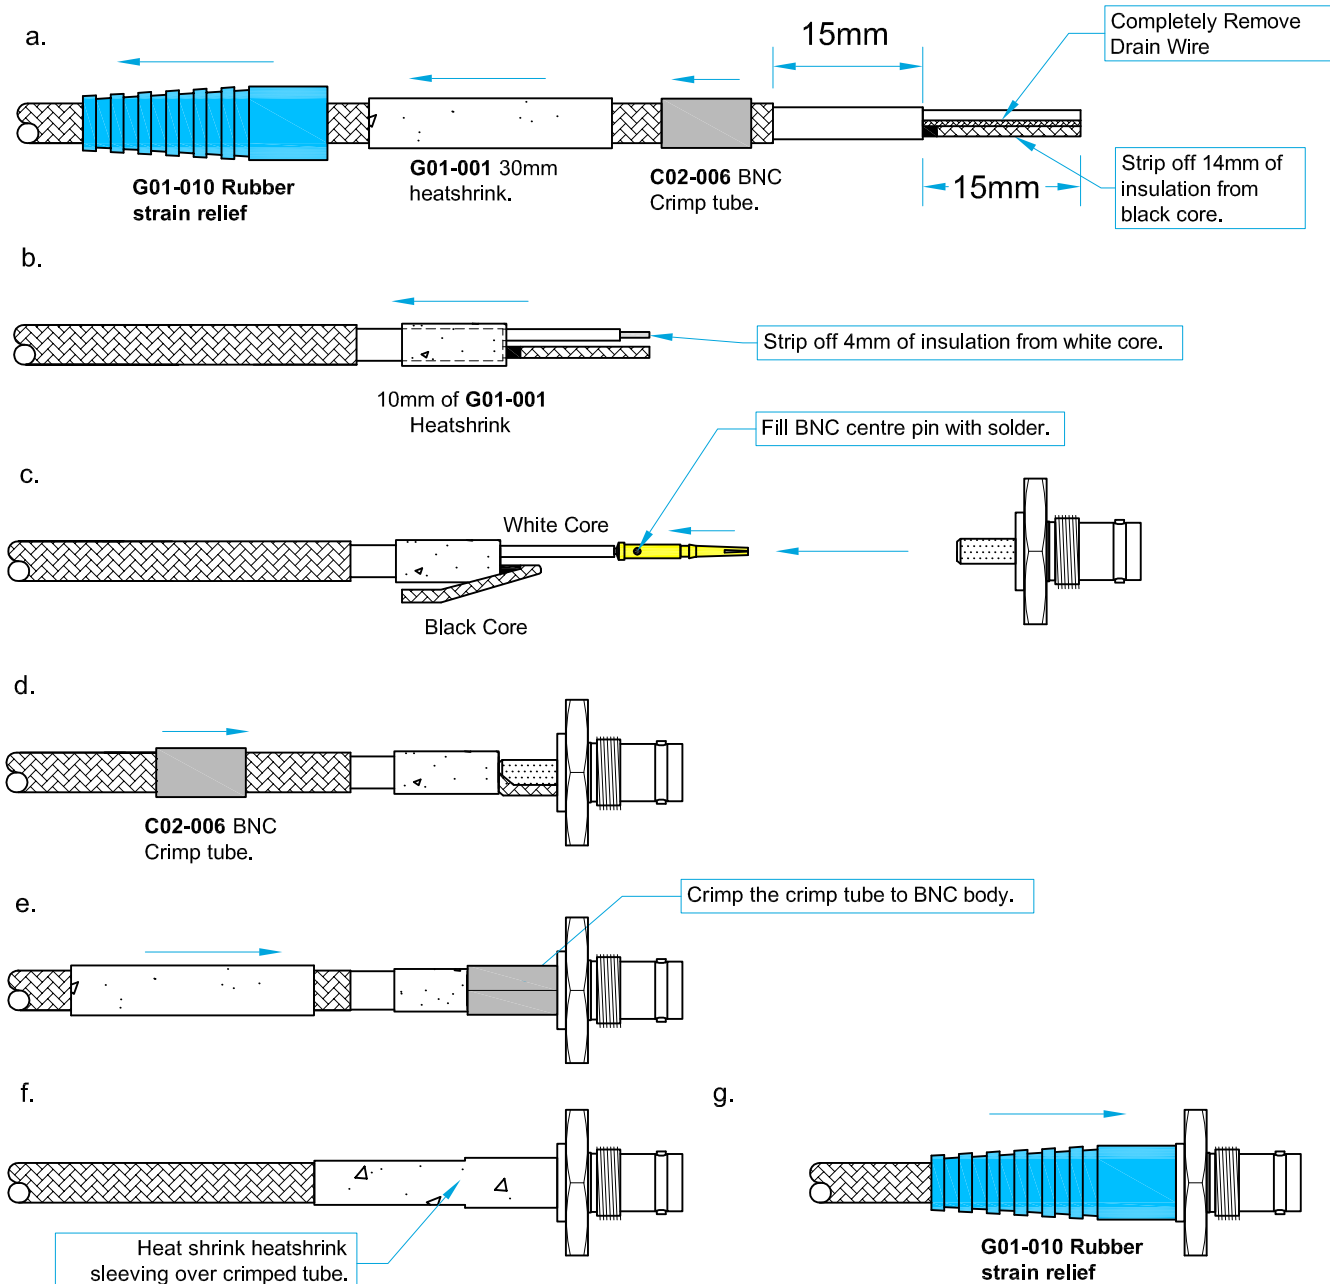 a.
15mm
Completely Remove
Drain Wire
G01-010 Rubber
strain relief
G01-001 30mm
heatshrink.
C02-006 BNC
Crimp tube.
15mm
Strip off 14mm of
insulation from
black core.
b.
Strip off 4mm of insulation from white core.
10mm of G01-001
Heatshrink
Fill BNC centre pin with solder.
c.
White Core
Black Core
d.
C02-006 BNC
Crimp tube.
e.
Crimp the crimp tube to BNC body.
f.
Heat shrink heatshrink
sleeving over crimped tube.
g.
G01-010 Rubber
strain relief